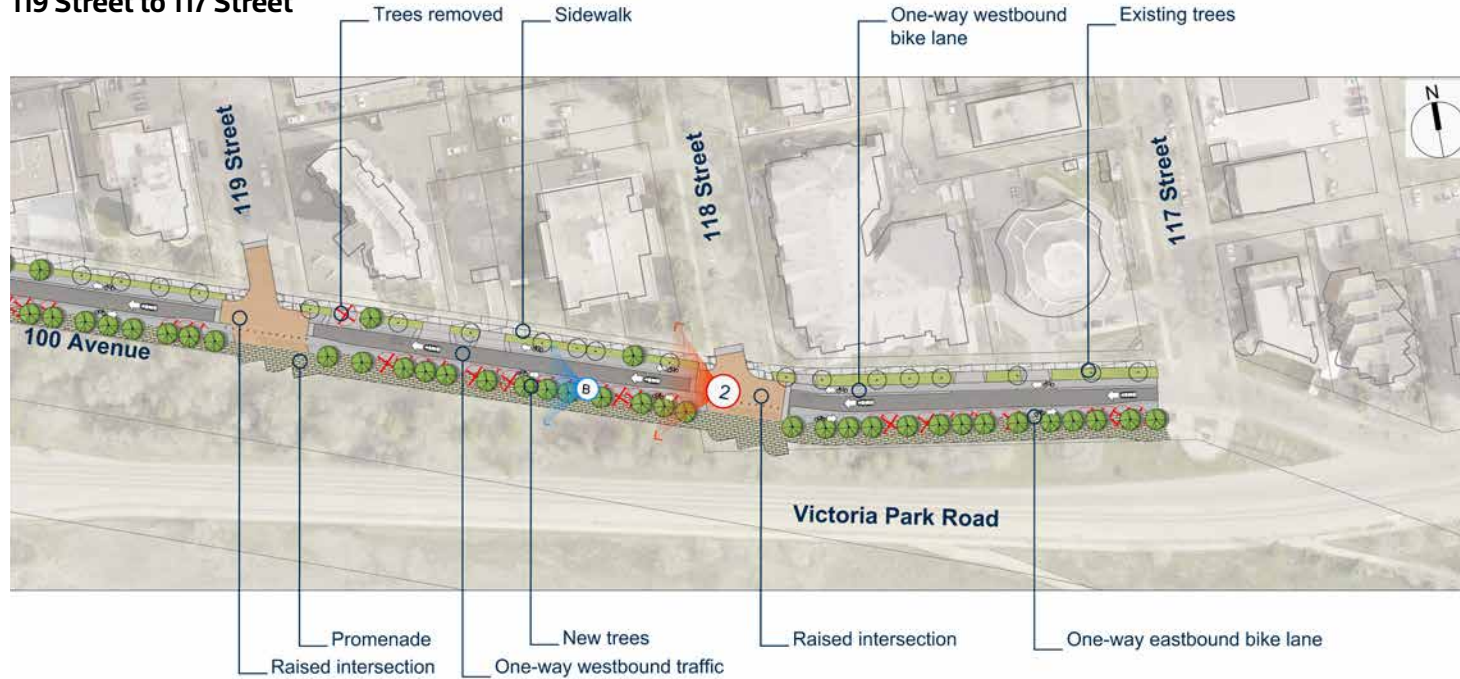 119 Street to 117 Street
Trees removed
Sidewalk
One-way westbound
bike lane
Existing trees
N
119 Street
118 Street
117 Street
100 Avenue
B
2
Victoria Park Road
Promenade
New trees
Raised intersection
One-way eastbound bike lane
Raised intersection
One-way westbound traffic